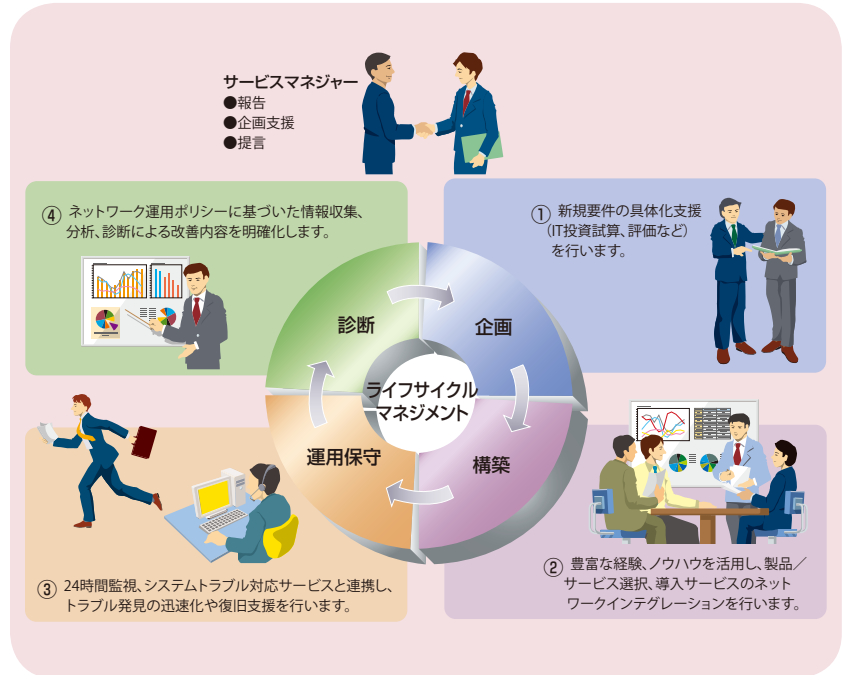 サービスマネジャー
●報告
●企画支援
●提言
① 新規要件の具体化支援
（IT投資試算、評価など）
を行います。
② 豊富な経験、ノウハウを活用し、製品／
サービス選択、導入サービスのネット
ワークインテグレーションを行います。
③ 24時間監視、システムトラブル対応サービスと連携し、
トラブル発見の迅速化や復旧支援を行います。
④ ネットワーク運用ポリシーに基づいた情報収集、
分析、診断による改善内容を明確化します。
診断
企画
ライフサイクル
マネジメント
運用保守
構築